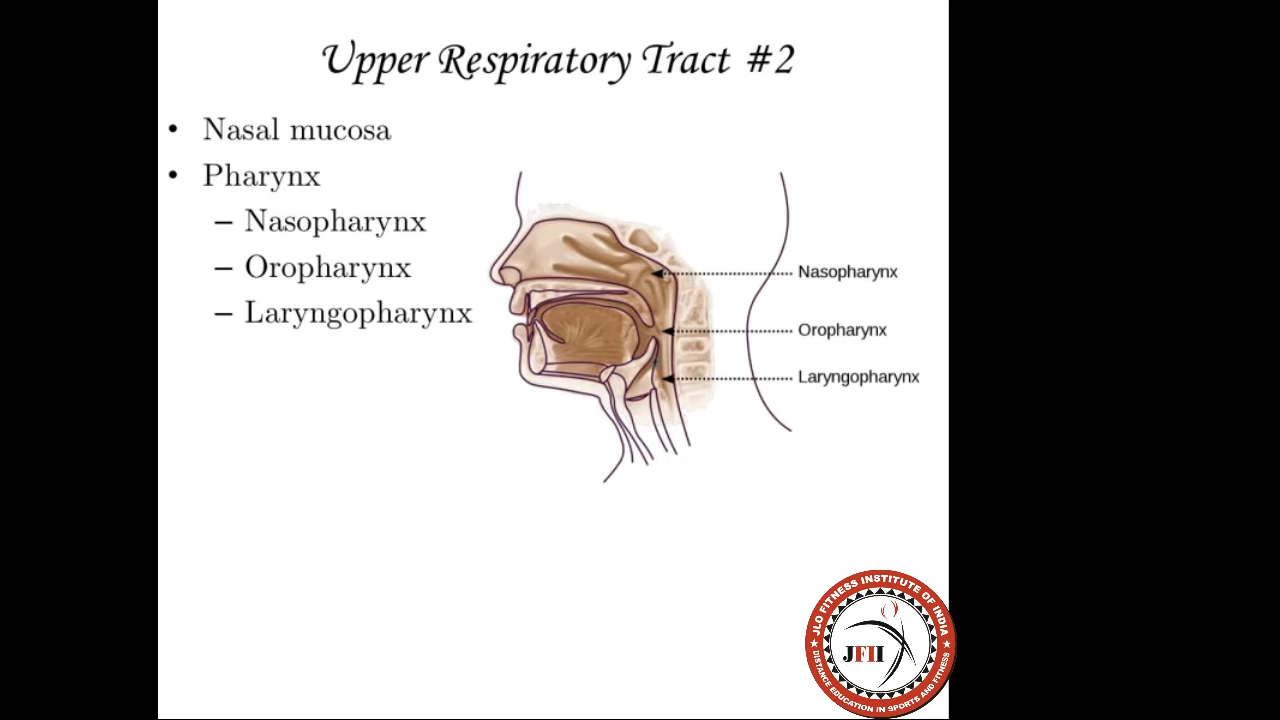 Upper Respiratory Tract #2
• Nasal mucosa
• Pharynx
– Nasopharynx
– Oropharynx
– Laryngopharynx
Nasopharynx
Oropharynx
Laryngopharynx
JLO FITNESS INSTITUTE OF INDIA
JFII
DISTANCE EDUCATION IN SPORTS AND FITNESS